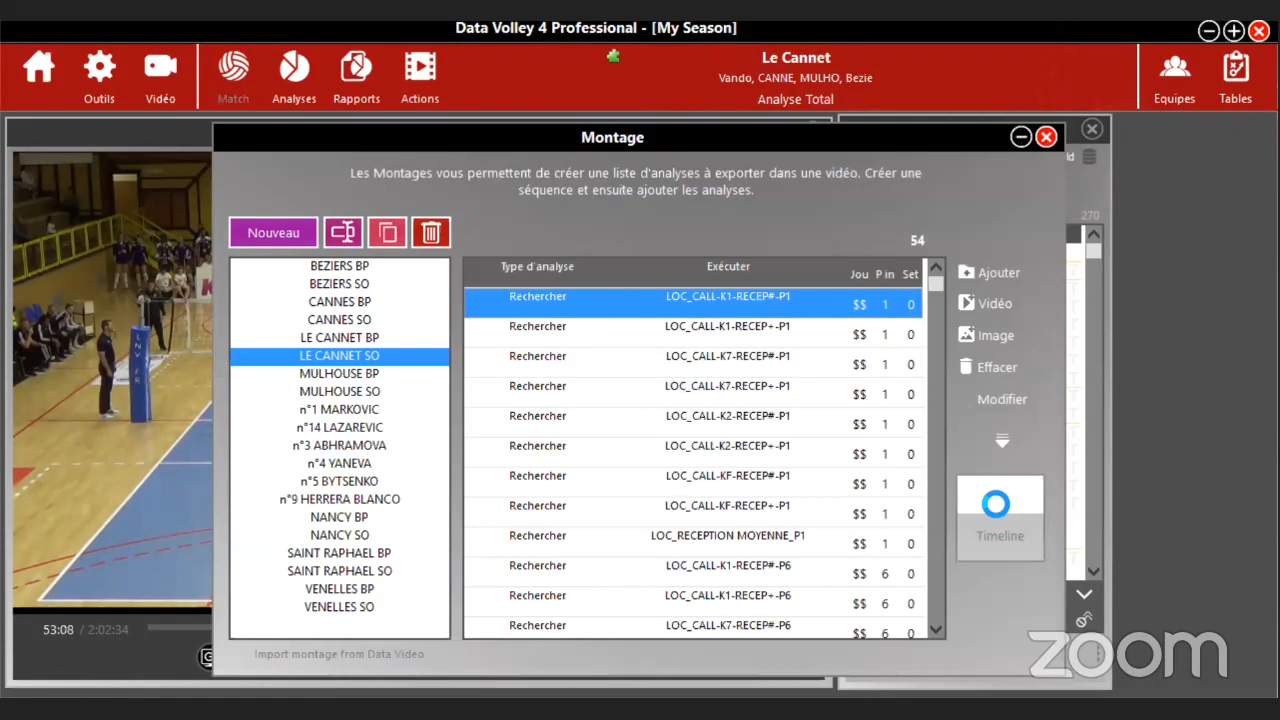 Data Volley 4 Professional - [My Season]
Outils
Vidéo
Match
Analyses
Rapports
Actions
Le Cannet
Vando, CANNE, MULHO, Bezie
Analyse Total
Equipes
Tables
Montage
Les Montages vous permettent de créer une liste d'analyses à exporter dans une vidéo. Créer une
séquence et ensuite ajouter les analyses.
Nouveau
54
270
BEZIERS BP
BEZIERS SO
CANNES BP
CANNES SO
LE CANNET BP
LE CANNET SO
MULHOUSE BP
MULHOUSE SO
n°1 MARKOVIC
n°14 LAZAREVIC
n°3 ABHRAMOVA
n°4 YANEVA
n°5 BYTSENKO
n°9 HERRERA BLANCO
NANCY BP
NANCY SO
SAINT RAPHAEL BP
SAINT RAPHAEL SO
VENELLES BP
VENELLES SO
Type d'analyse Exécuter Jou P in Set
Rechercher LOC_CALL-K1-RECEP#-P1 $$ 1 0
Rechercher LOC_CALL-K1-RECEP+-P1 $$ 1 0
Rechercher LOC_CALL-K7-RECEP#-P1 $$ 1 0
Rechercher LOC_CALL-K7-RECEP+-P1 $$ 1 0
Rechercher LOC_CALL-K2-RECEP#-P1 $$ 1 0
Rechercher LOC_CALL-K2-RECEP+-P1 $$ 1 0
Rechercher LOC_CALL-KF-RECEP#-P1 $$ 1 0
Rechercher LOC_CALL-KF-RECEP+-P1 $$ 1 0
Rechercher LOC_RECEPTION MOYENNE_P1 $$ 1 0
Rechercher LOC_CALL-K1-RECEP#-P6 $$ 6 0
Rechercher LOC_CALL-K1-RECEP+-P6 $$ 6 0
Rechercher LOC_CALL-K7-RECEP#-P6 $$ 6 0
Ajouter
Vidéo
Image
Effacer
Modifier
Timeline
LNV.FR
53:08 / 2:02:34
Import montage from Data Video
zoom